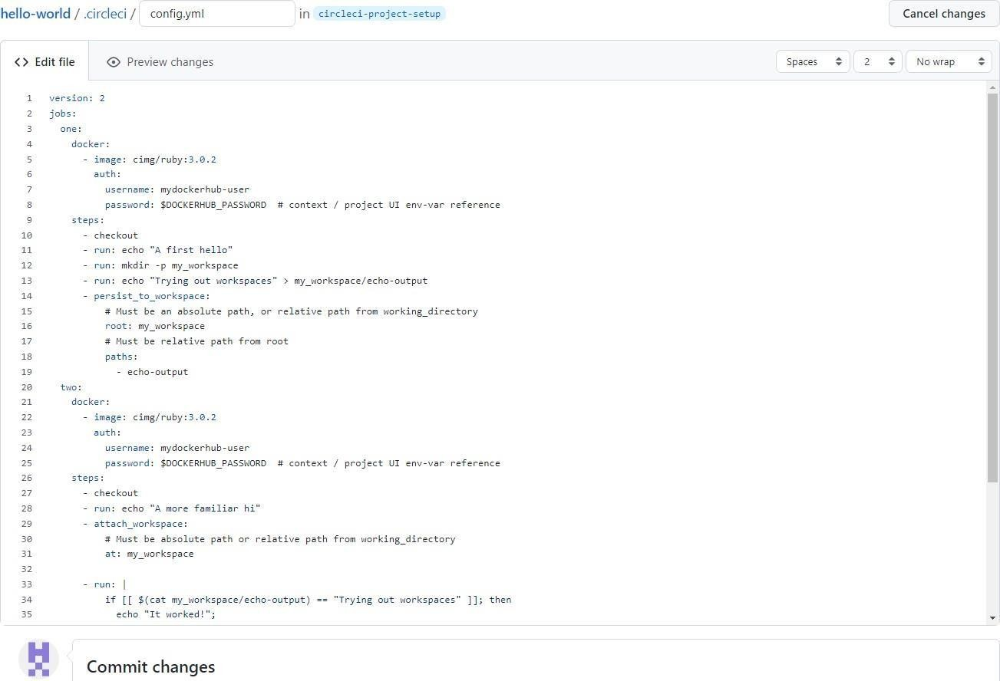 hello-world / .circleci / config.yml in circleci-project-setup Cancel changes
<> Edit file Preview changes Spaces 2 No wrap
1 version: 2
2 jobs:
3   one:
4     docker:
5       - image: cimg/ruby:3.0.2
6         auth:
7           username: mydockerhub-user
8           password: $DOCKERHUB_PASSWORD  # context / project UI env-var reference
9     steps:
10       - checkout
11       - run: echo "A first hello"
12       - run: mkdir -p my_workspace
13       - run: echo "Trying out workspaces" > my_workspace/echo-output
14       - persist_to_workspace:
15           # Must be an absolute path, or relative path from working_directory
16           root: my_workspace
17           # Must be relative path from root
18           paths:
19             - echo-output
20   two:
21     docker:
22       - image: cimg/ruby:3.0.2
23         auth:
24           username: mydockerhub-user
25           password: $DOCKERHUB_PASSWORD  # context / project UI env-var reference
26     steps:
27       - checkout
28       - run: echo "A more familiar hi"
29       - attach_workspace:
30           # Must be absolute path or relative path from working_directory
31           at: my_workspace
32
33       - run: |
34           if [[ $(cat my_workspace/echo-output) == "Trying out workspaces" ]]; then
35             echo "It worked!";
Commit changes